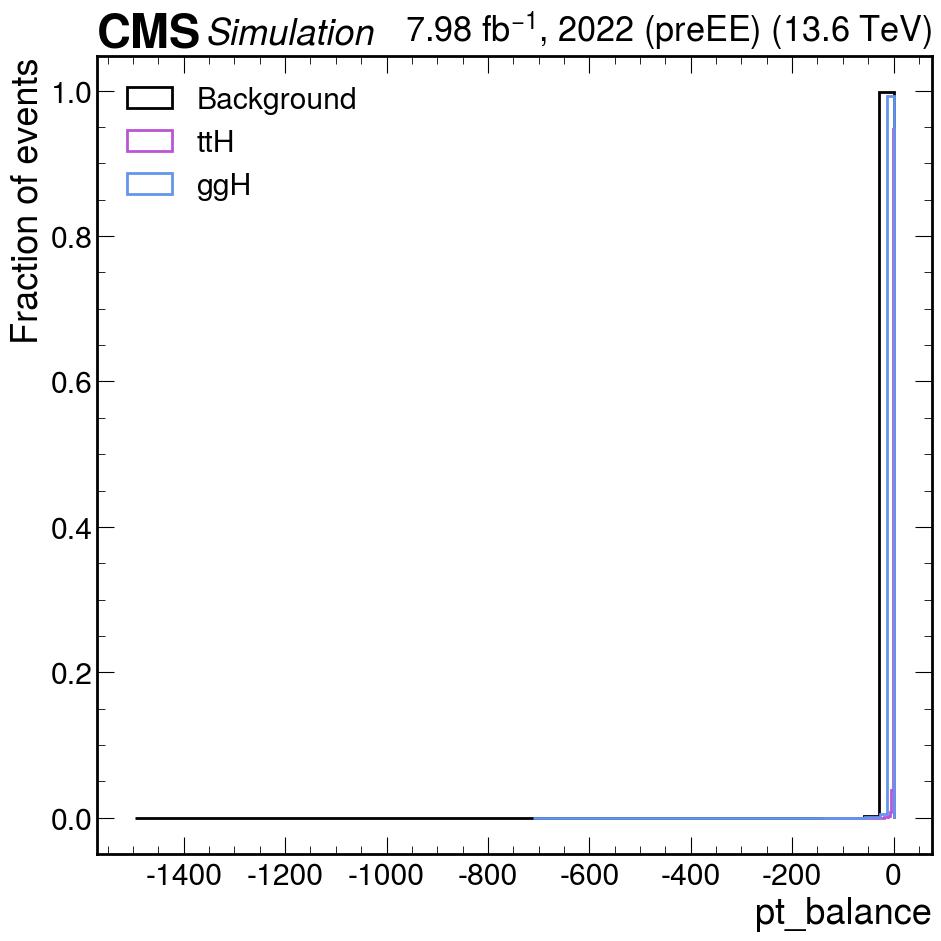 CMS Simulation 7.98 fb⁻¹, 2022 (preEE) (13.6 TeV)
Fraction of events
1.0
0.8
0.6
0.4
0.2
0.0
Background
ttH
ggH
-1400 -1200 -1000 -800 -600 -400 -200 0
pt_balance